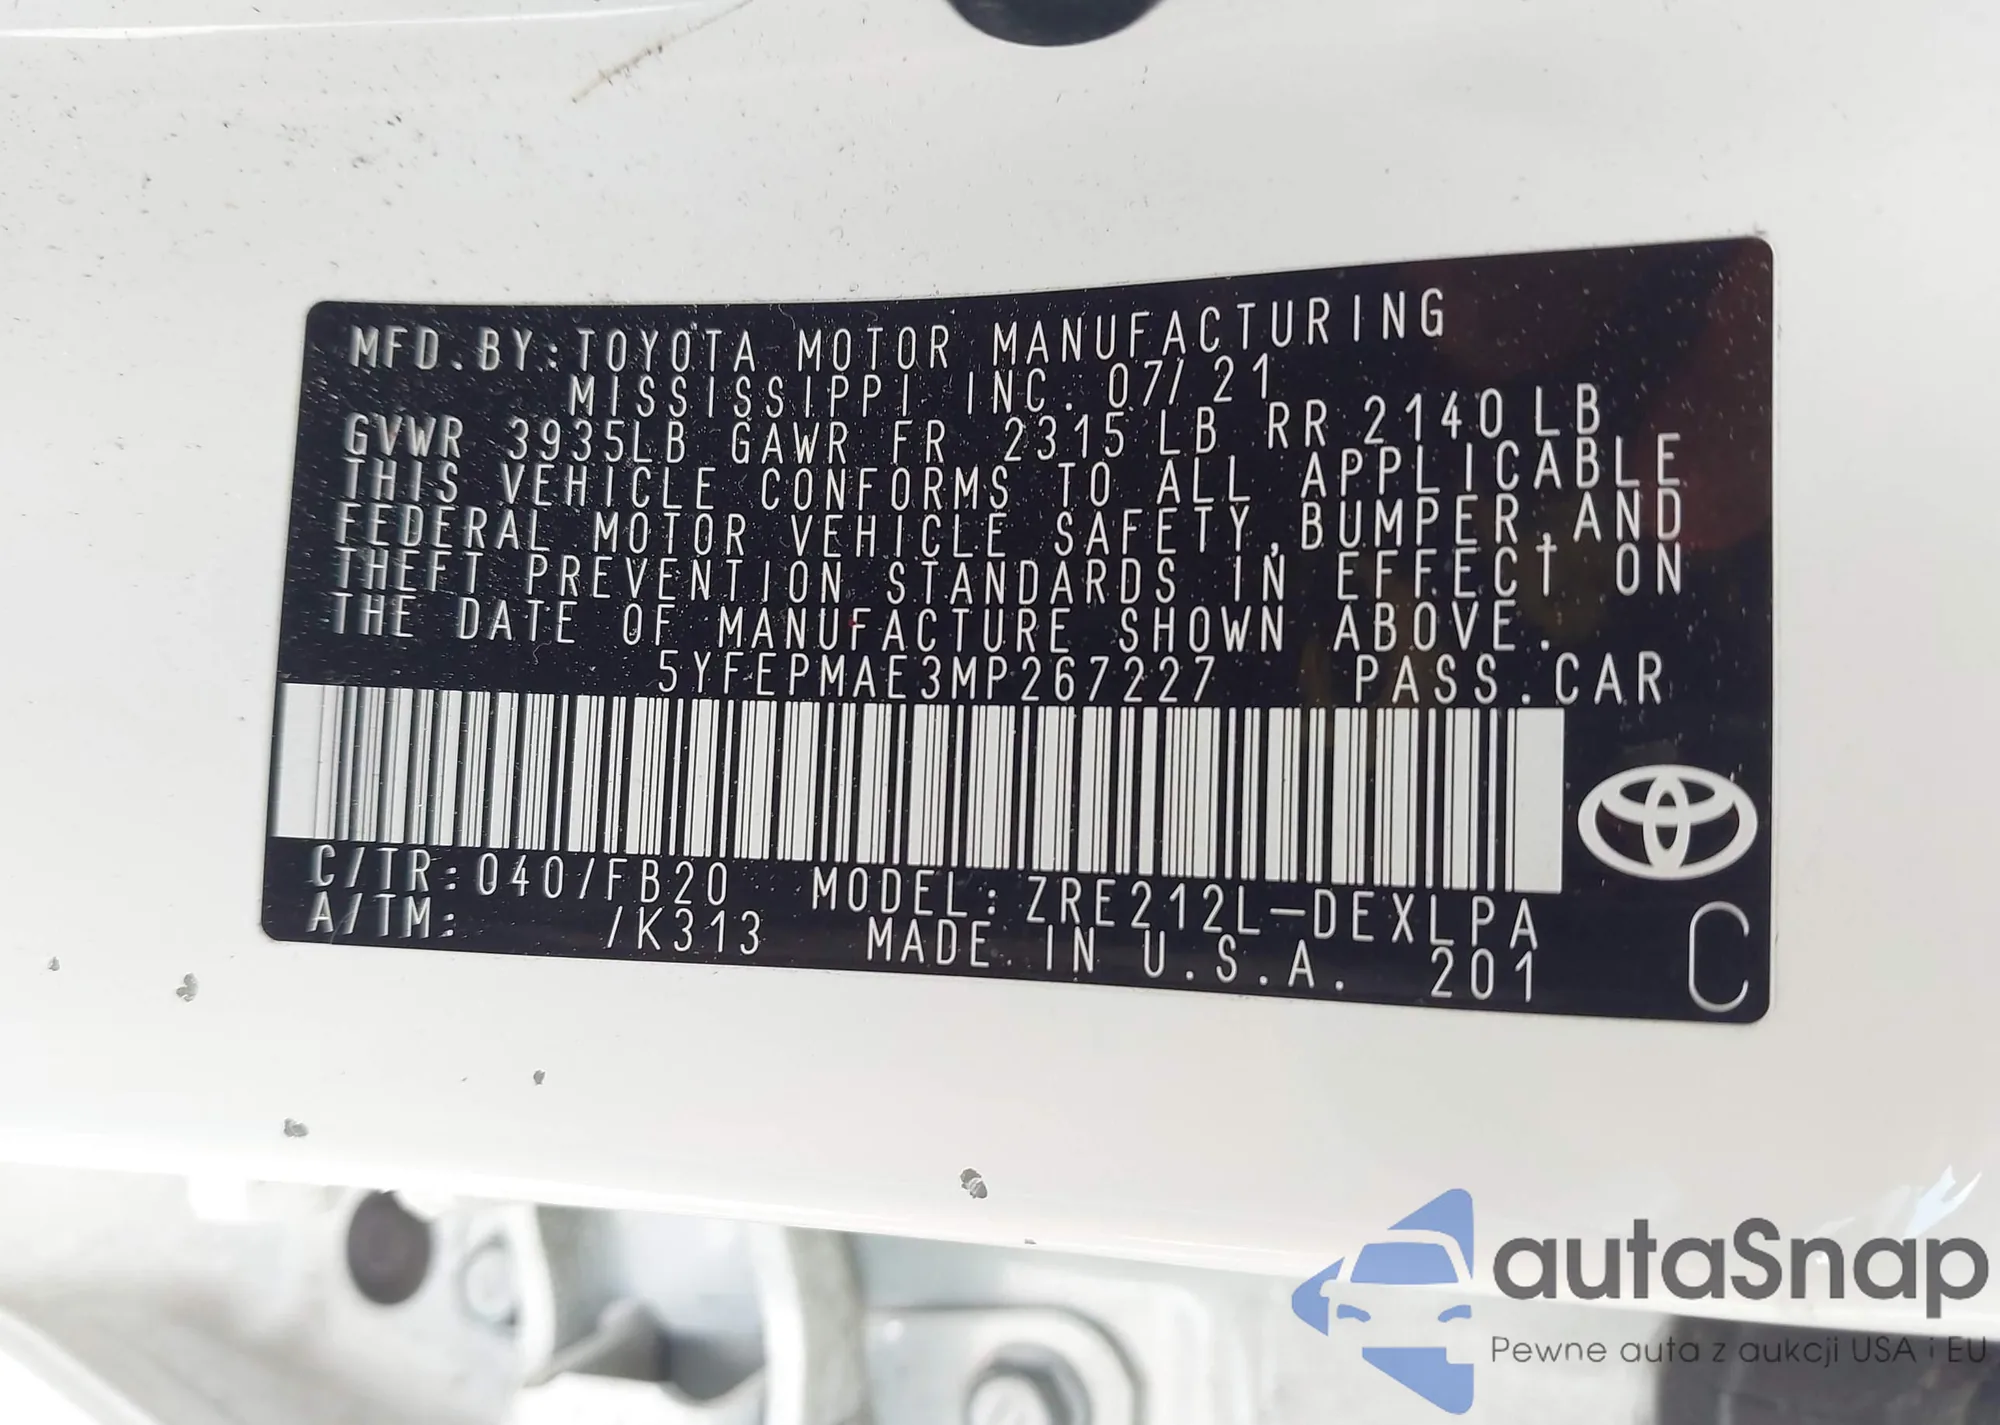 MFD.BY:TOYOTA MOTOR MANUFACTURING
MISSISSIPPI INC. 07/21
GVWR 3935LB GAWR FR 2315LB RR 2140LB
THIS VEHICLE CONFORMS TO ALL APPLICABLE
FEDERAL MOTOR VEHICLE SAFETY,BUMPER,AND
THEFT PREVENTION STANDARDS IN EFFECT ON
THE DATE OF MANUFACTURE SHOWN ABOVE.
5YFEPMAE3MP267227 PASS.CAR
C/TR:040/FB20 MODEL:ZRE212L-DEXLPA
A/TM: /K313 MADE IN U.S.A. 201
C
autaSnap
Pewne auta z aukcji USA i EU